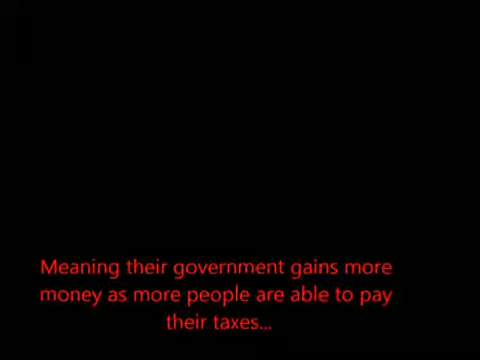 Meaning their government gains more
money as more people are able to pay
their taxes...